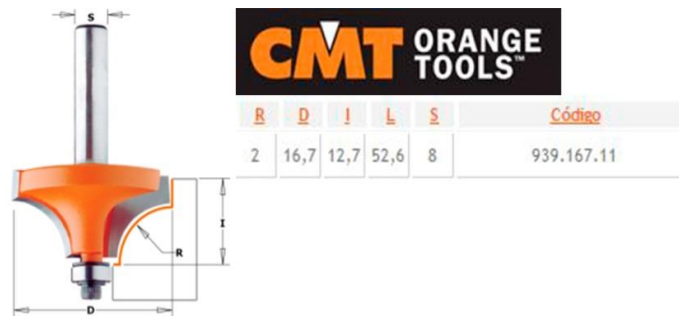 S
CMT ORANGE
TOOLS™
R D I L S Código
2 16,7 12,7 52,6 8 939.167.11
I
R
D